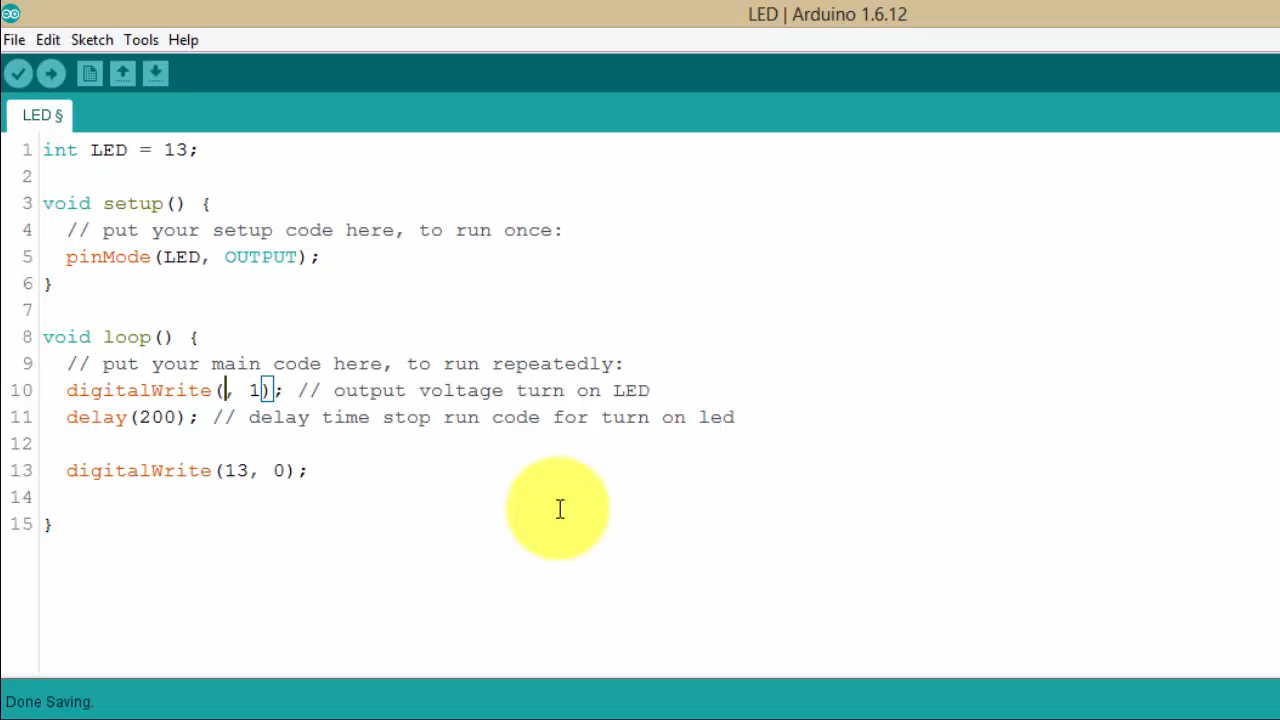 LED | Arduino 1.6.12
File Edit Sketch Tools Help
LED §
1 int LED = 13;
2
3 void setup() {
4 // put your setup code here, to run once:
5 pinMode(LED, OUTPUT);
6 }
7
8 void loop() {
9 // put your main code here, to run repeatedly:
10 digitalWrite(, 1); // output voltage turn on LED
11 delay(200); // delay time stop run code for turn on led
12
13 digitalWrite(13, 0);
14
15 }
Done Saving.